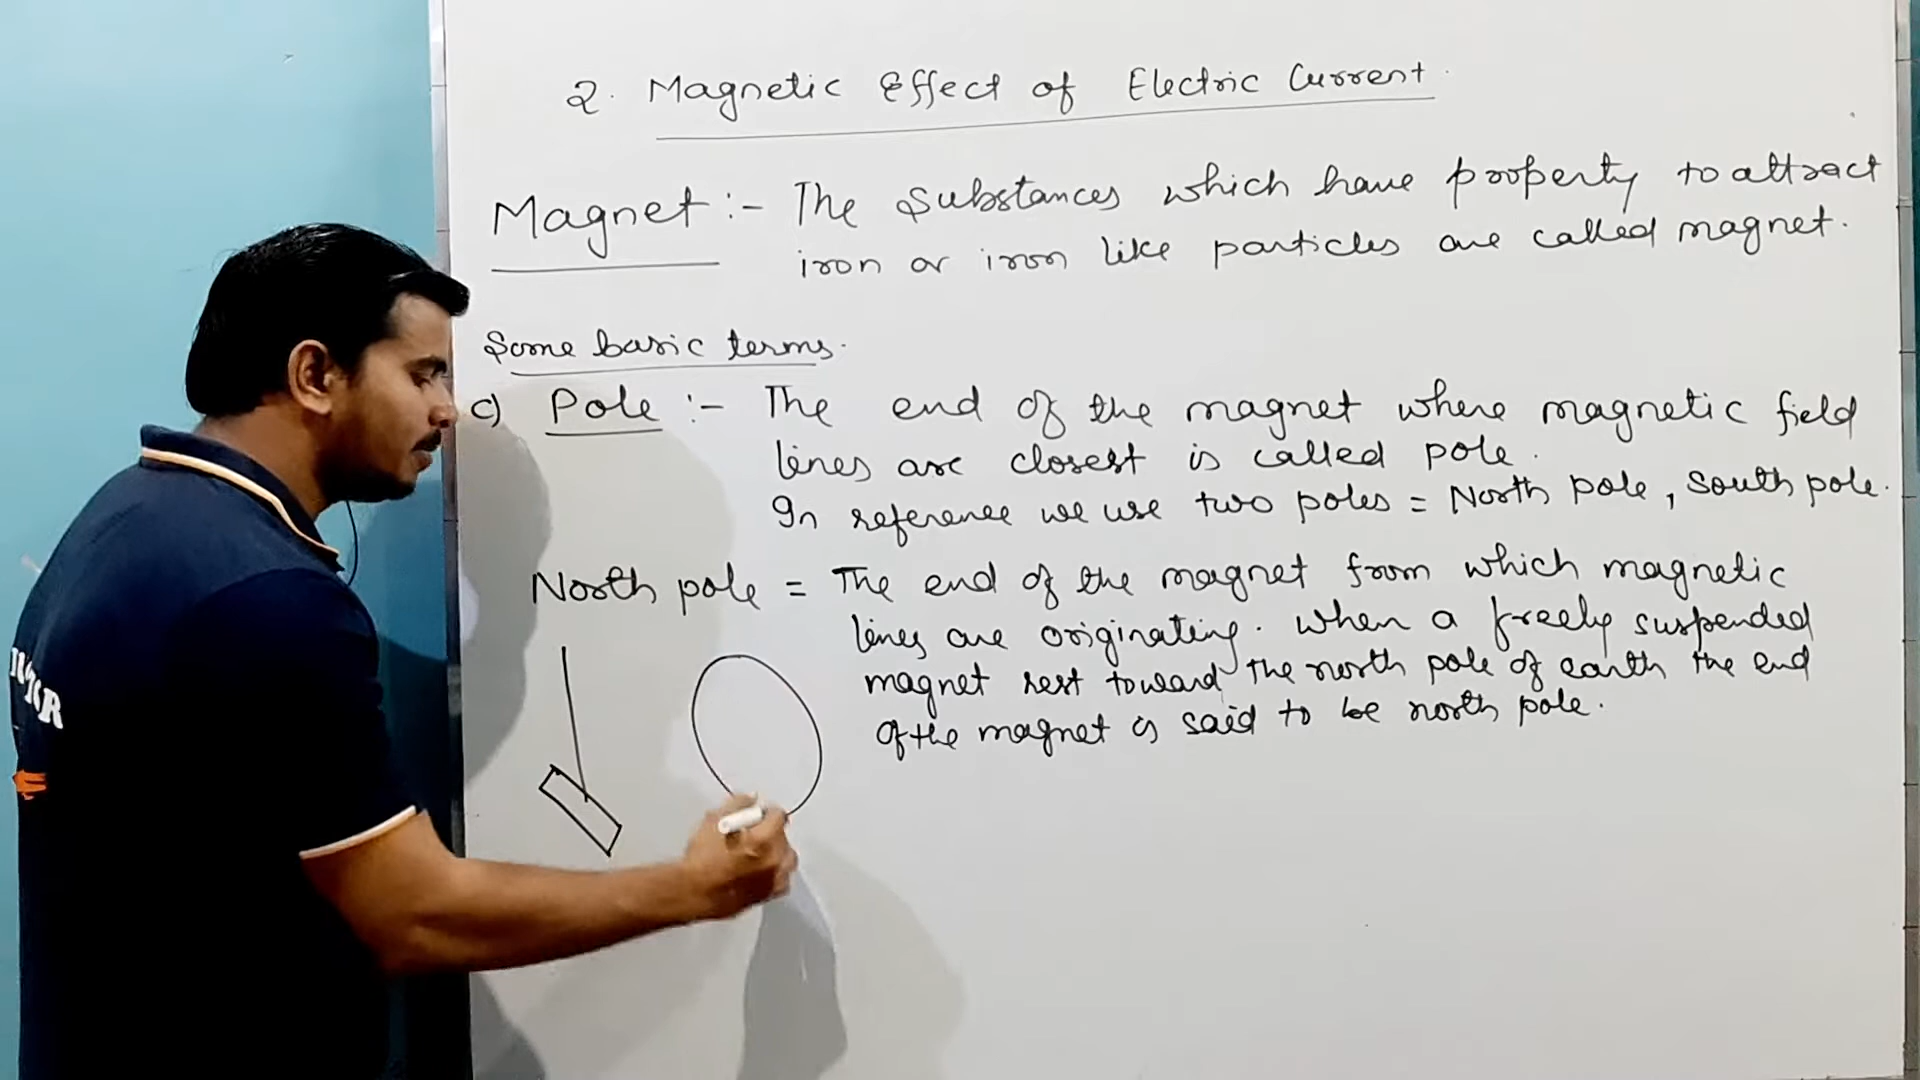 2. Magnetic Effect of Electric Current.
Magnet :- The substances which have property to attract
iron or iron like particles are called magnet.
Some basic terms.
c) Pole :- The end of the magnet where magnetic field
lines are closest is called pole.
In reference we use two poles = North pole, South pole.
North pole = The end of the magnet from which magnetic
lines are originating. When a freely suspended
magnet rest toward the north pole of earth the end
of the magnet is said to be north pole.